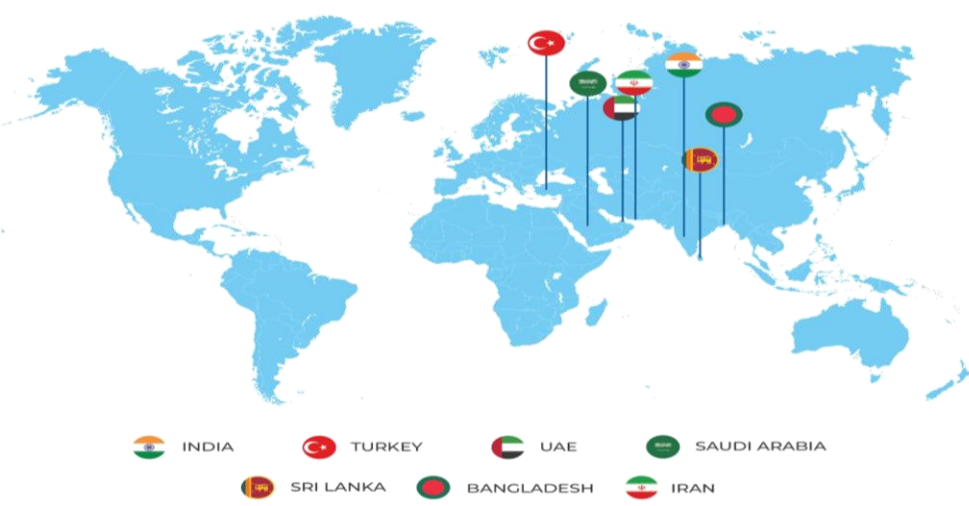 INDIA TURKEY UAE SAUDI ARABIA
SRI LANKA BANGLADESH IRAN